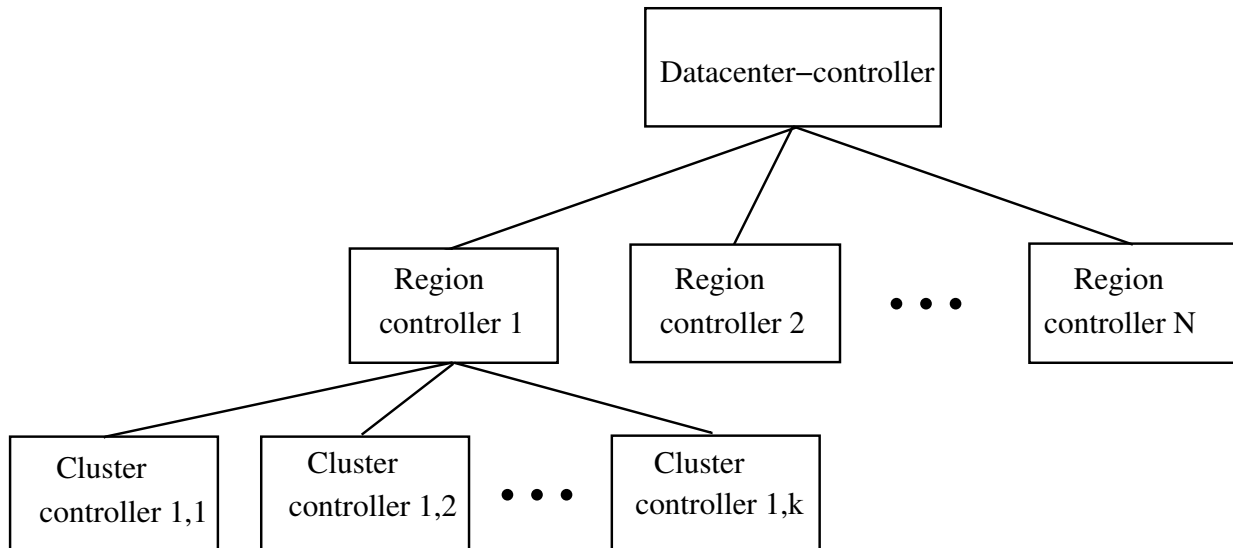 Datacenter−controller
Region
controller 1
Region
controller 2
Region
controller N
Cluster
controller 1,1
Cluster
controller 1,2
Cluster
controller 1,k